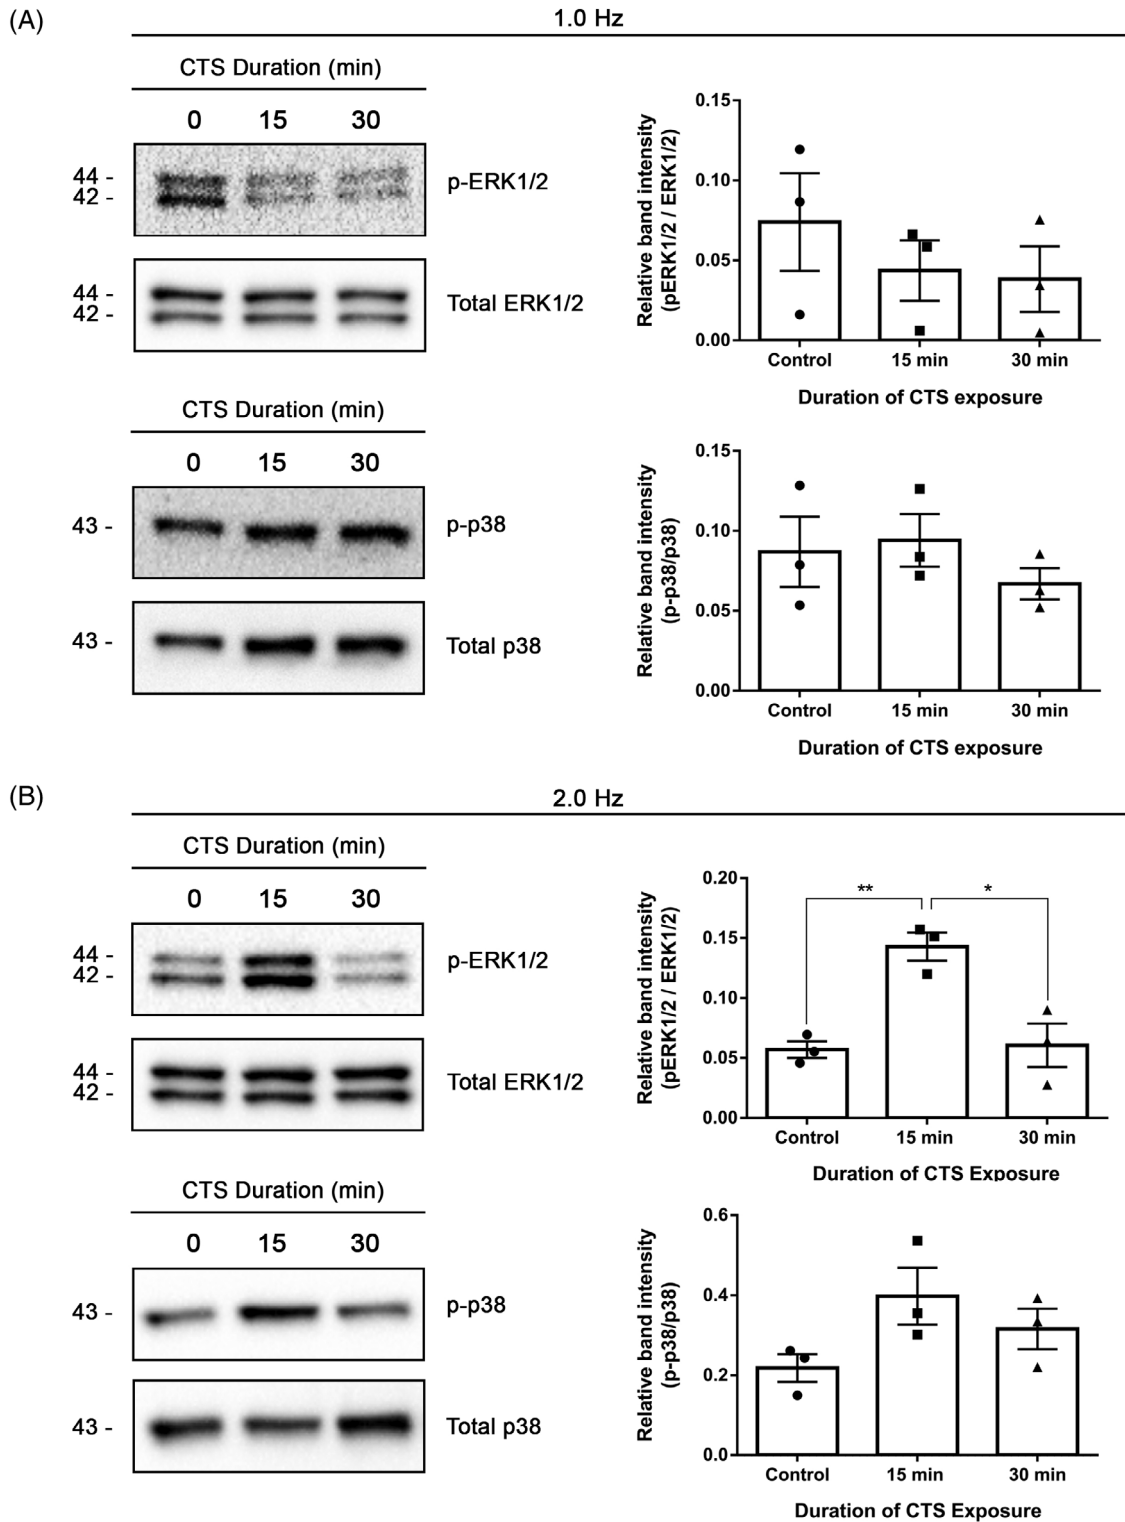 (A)
1.0 Hz
CTS Duration (min)
0 15 30
44 -
42 -
p-ERK1/2
44 -
42 -
Total ERK1/2
0.15
0.10
0.05
0.00
Relative band intensity
(pERK1/2 / ERK1/2)
Control 15 min 30 min
Duration of CTS exposure
CTS Duration (min)
0 15 30
43 -
p-p38
43 -
Total p38
0.15
0.10
0.05
0.00
Relative band intensity
(p-p38/p38)
Control 15 min 30 min
Duration of CTS exposure
(B)
2.0 Hz
CTS Duration (min)
0 15 30
44 -
42 -
p-ERK1/2
44 -
42 -
Total ERK1/2
0.20
0.15
0.10
0.05
0.00
Relative band intensity
(pERK1/2 / ERK1/2)
** *
Control 15 min 30 min
Duration of CTS Exposure
CTS Duration (min)
0 15 30
43 -
p-p38
43 -
Total p38
0.6
0.4
0.2
0.0
Relative band intensity
(p-p38/p38)
Control 15 min 30 min
Duration of CTS Exposure